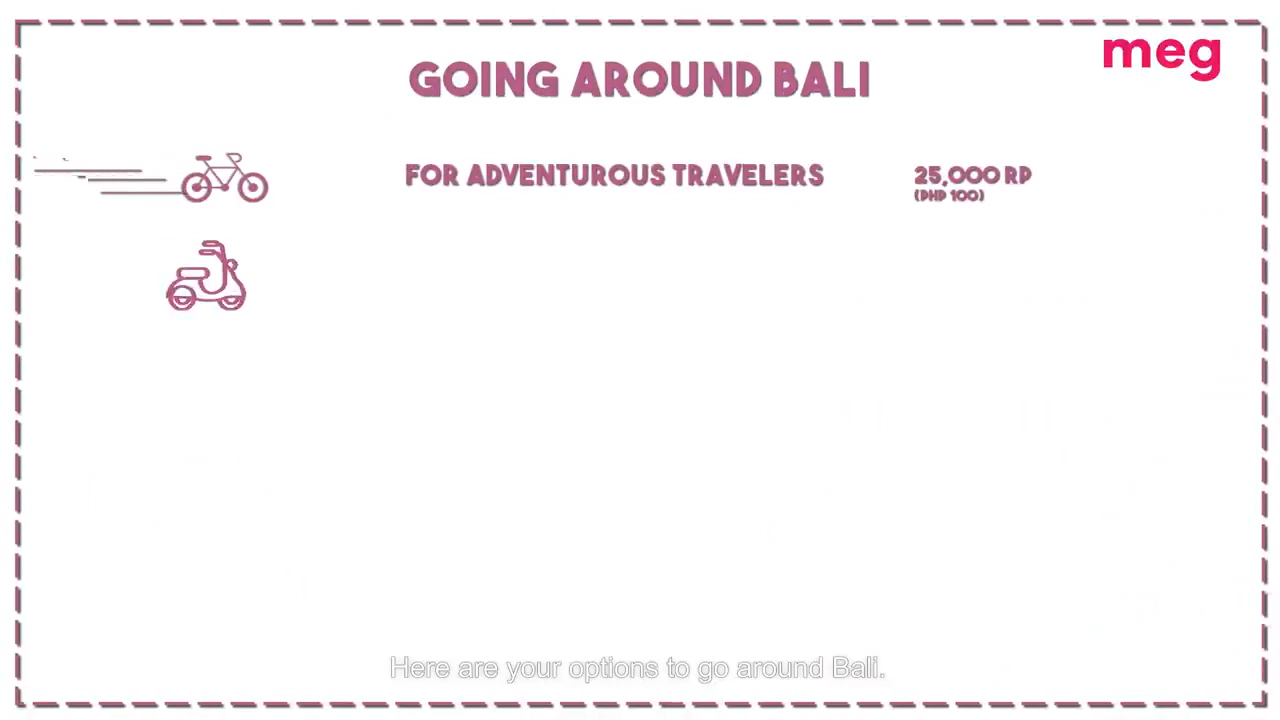 meg
GOING AROUND BALI
FOR ADVENTUROUS TRAVELERS
25,000 RP
(PHP 100)
Here are your options to go around Bali.